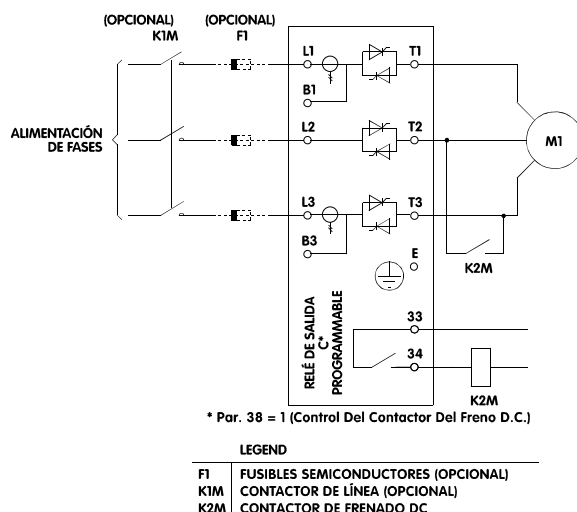 (OPCIONAL) (OPCIONAL)
K1M F1
L1 T1
B1
ALIMENTACIÓN
DE FASES
L2 T2
M1
L3 T3
B3
E
K2M
RELÉ DE SALIDA
C*
PROGRAMMABLE
33
34
K2M
* Par. 38 = 1 (Control Del Contactor Del Freno D.C.)
LEGEND
F1 FUSIBLES SEMICONDUCTORES (OPCIONAL)
K1M CONTACTOR DE LÍNEA (OPCIONAL)
K2M CONTACTOR DE FRENADO DC